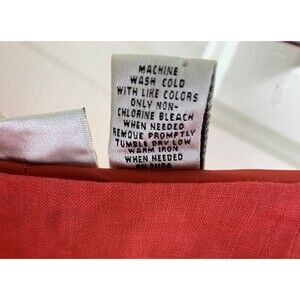 MACHINE
WASH COLD
WITH LIKE COLORS
ONLY NON-
CHLORINE BLEACH
WHEN NEEDED
REMOVE PROMPTLY
TUMBLE DRY LOW
WARM IRON
WHEN NEEDED